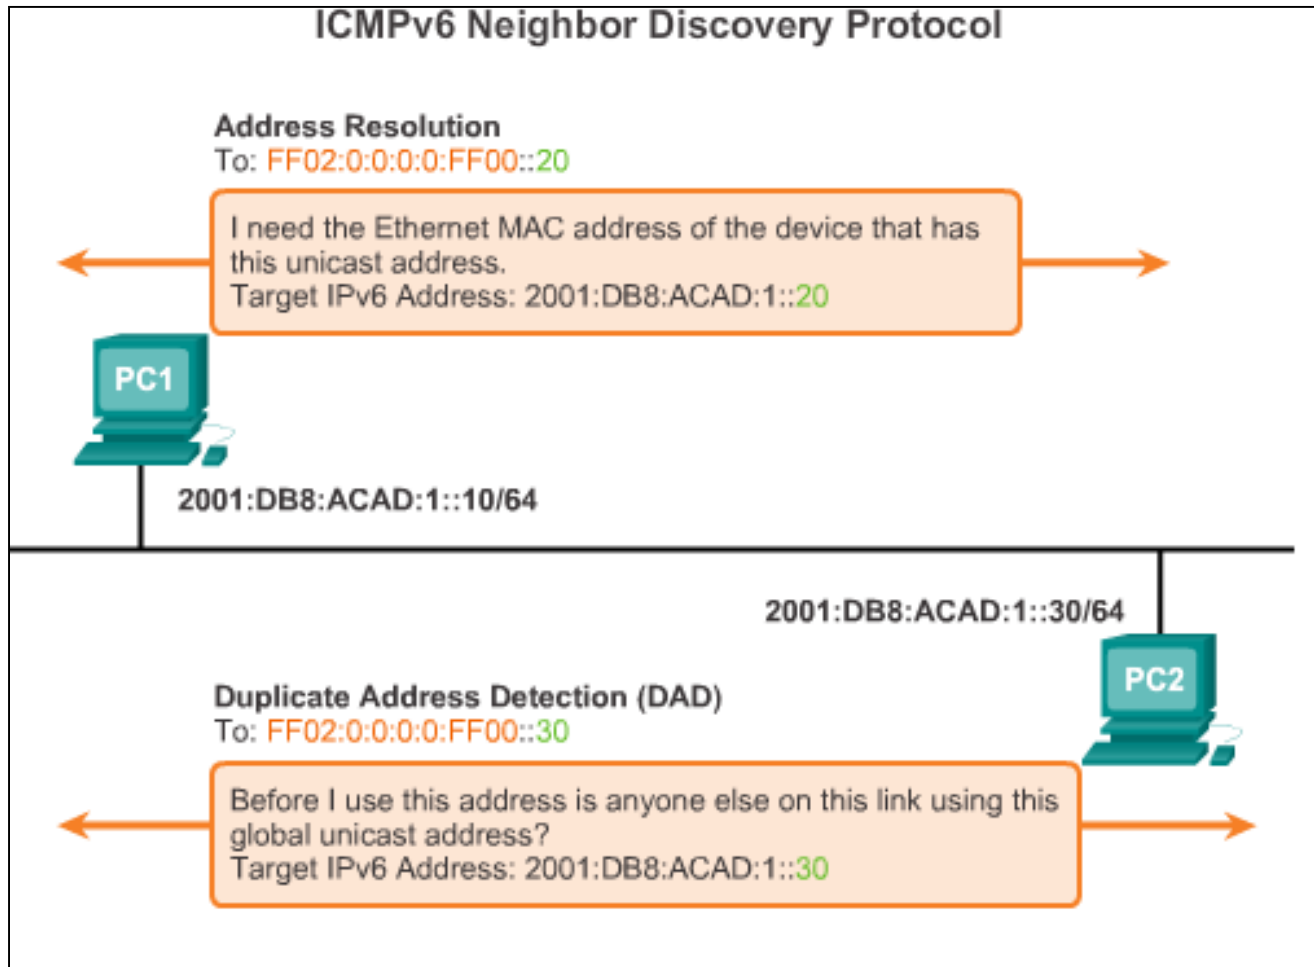 ICMPv6 Neighbor Discovery Protocol
Address Resolution
To: FF02:0:0:0:0:FF00::20
I need the Ethernet MAC address of the device that has
this unicast address.
Target IPv6 Address: 2001:DB8:ACAD:1::20
PC1
2001:DB8:ACAD:1::10/64
2001:DB8:ACAD:1::30/64
PC2
Duplicate Address Detection (DAD)
To: FF02:0:0:0:0:FF00::30
Before I use this address is anyone else on this link using this
global unicast address?
Target IPv6 Address: 2001:DB8:ACAD:1::30